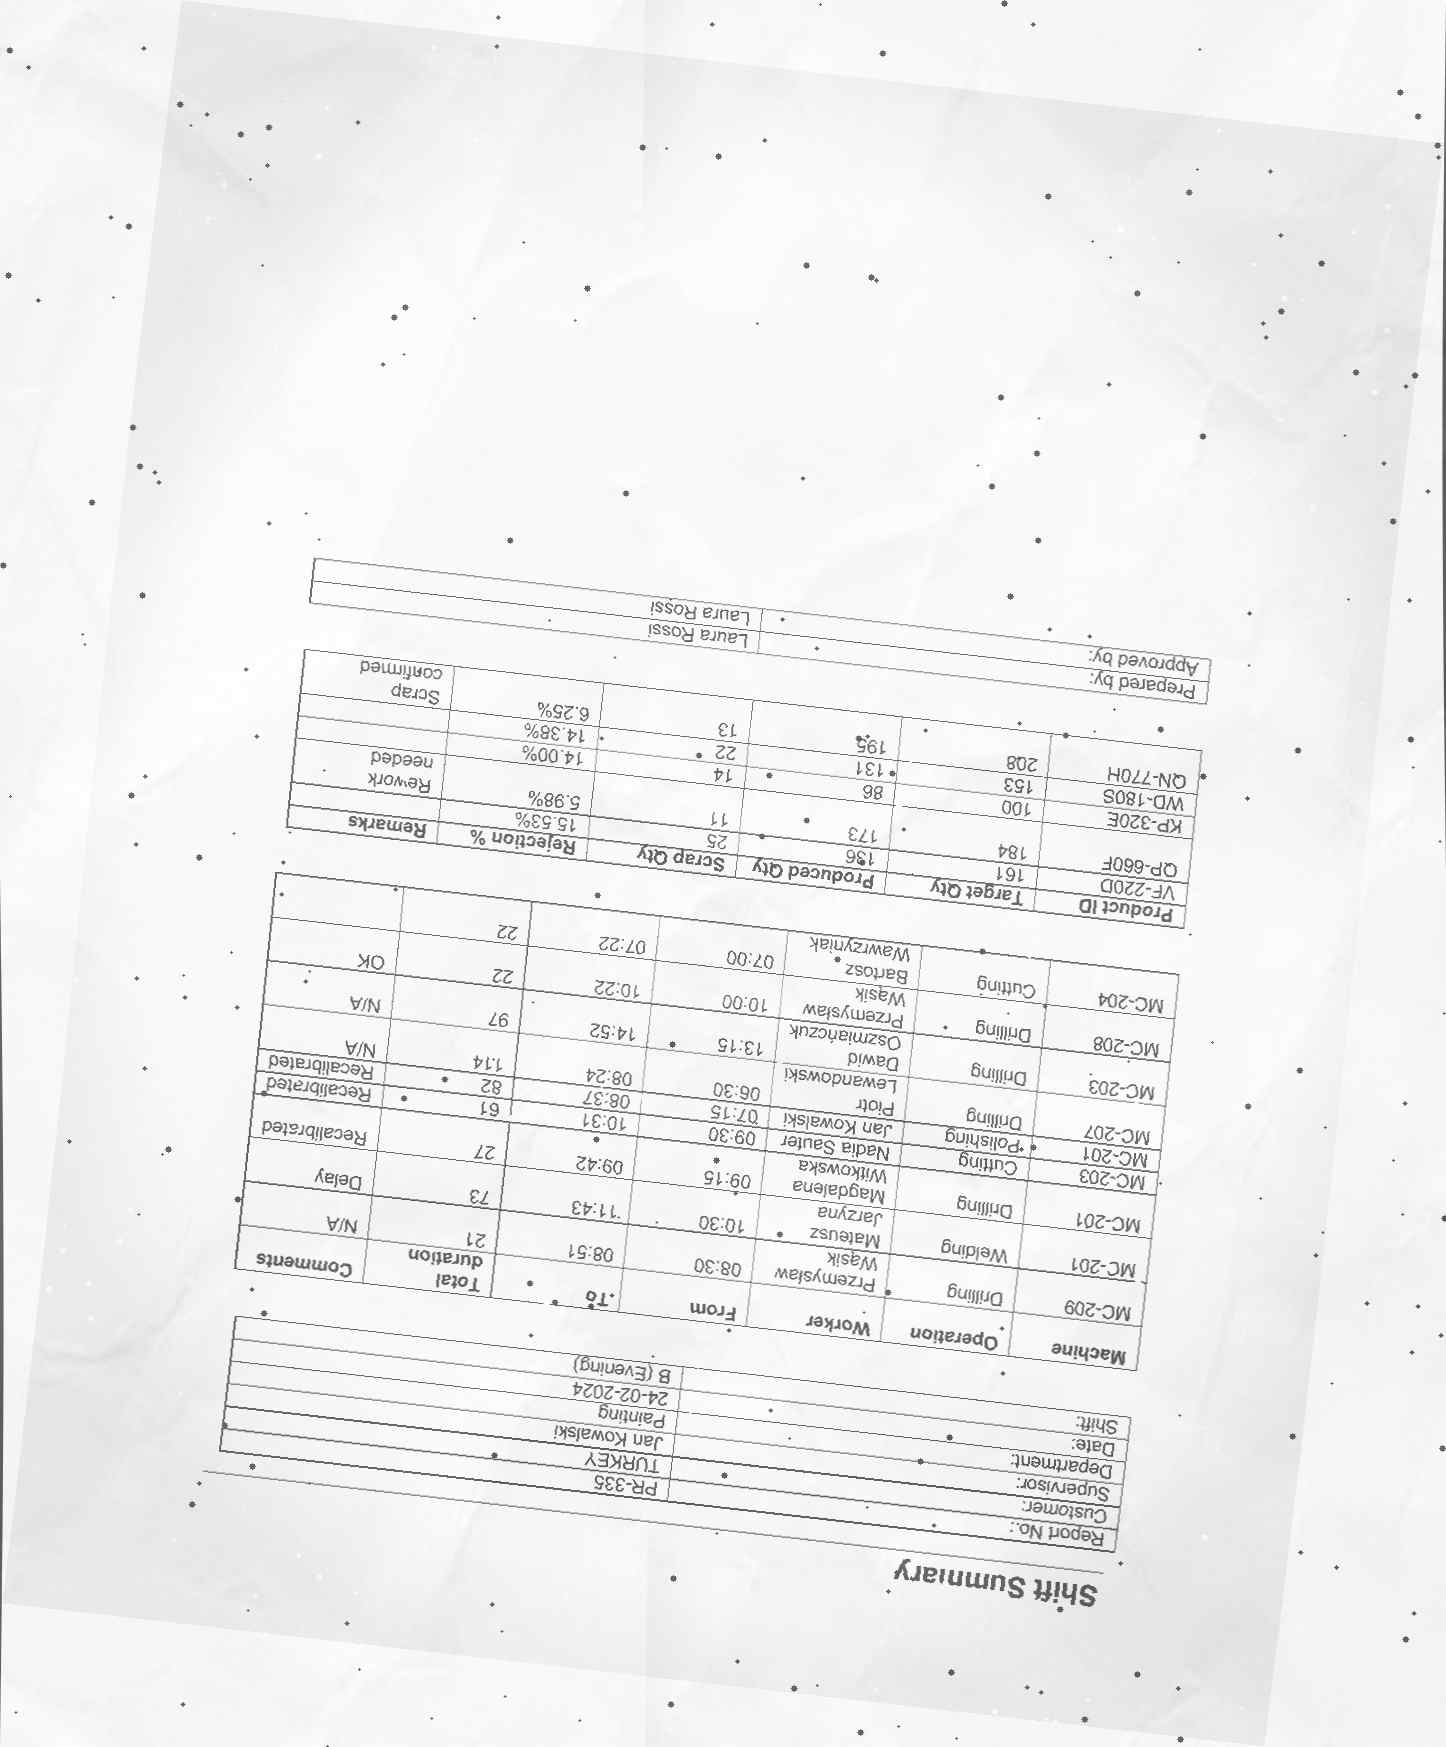 Shift Summary
Report No.: PR-335
Customer: TURKEY
Supervisor: Jan Kowalski
Department: Painting
Date: 24-02-2024
Shift: B (Evening)
Machine Operation Worker From To Total duration Comments
MC-209 Drilling Przemysław Wąsik 08:30 08:51 21 N/A
MC-201 Welding Mateusz Jarzyna 10:30 11:43 73 Delay
MC-201 Drilling Magdalena Witkowska 09:15 09:42 27 Recalibrated
MC-203 Cutting Nadia Sauter 09:30 10:31 61 Recalibrated
MC-201 Polishing Jan Kowalski 07:15 08:37 82 Recalibrated
MC-207 Drilling Piotr Lewandowski 06:30 08:24 114 N/A
MC-203 Drilling Dawid Oszmiańczuk 13:15 14:52 97 N/A
MC-208 Drilling Przemysław Wąsik 10:00 10:22 22 OK
MC-204 Cutting Bartosz Wawrzyniak 07:00 07:22 22
Product ID Target Qty Produced Qty Scrap Qty Rejection % Remarks
VF-220D 161 136 25 15.53%
QP-660F 184 173 11 5.98% Rework needed
KP-320E 100 86 14 14.00%
WD-180S 153 131 22 14.38%
QN-770H 208 195 13 6.25% Scrap confirmed
Prepared by: Laura Rossi
Approved by: Laura Rossi